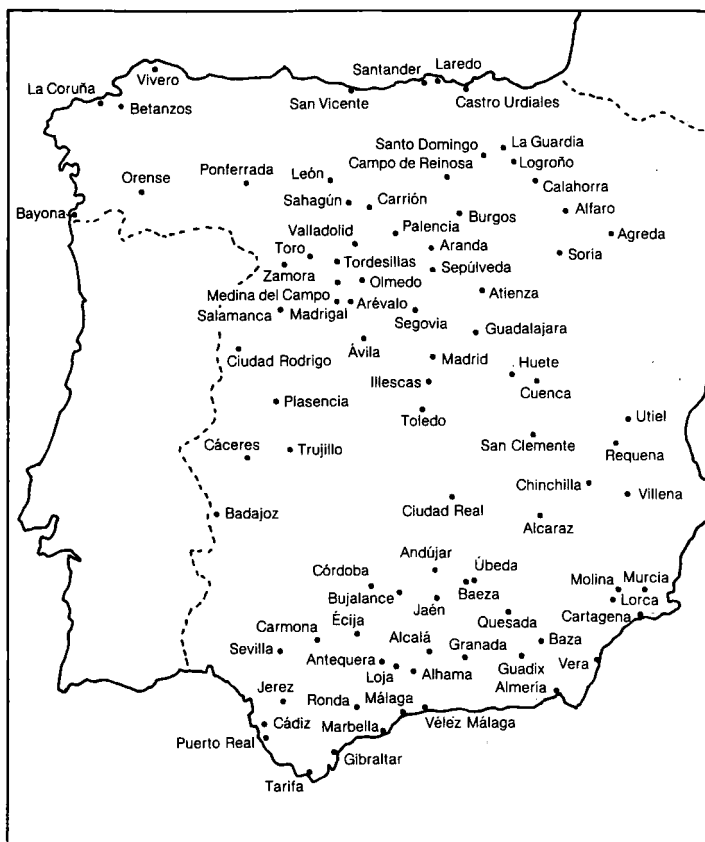 Santander
Laredo
Vivero
La Coruña
Betanzos
San Vicente
Castro Urdiales
Santo Domingo
La Guardia
Campo de Reinosa
Logroño
Ponferrada
León
Orense
Calahorra
Sahagún
Carrión
Bayona
Burgos
Alfaro
Valladolid
Palencia
Agreda
Toro
Aranda
Soria
Zamora
Tordesillas
Sepúlveda
Olmedo
Medina del Campo
Arévalo
Atienza
Salamanca
Madrigal
Segovia
Guadalajara
Ávila
Ciudad Rodrigo
Madrid
Huete
Illescas
Cuenca
Plasencia
Toledo
Utiel
Cáceres
Trujillo
San Clemente
Requena
Chinchilla
Villena
Badajoz
Ciudad Real
Alcaraz
Andújar
Úbeda
Córdoba
Molina
Murcia
Bujalance
Baeza
Jaén
Lorca
Quesada
Cartagena
Écija
Carmona
Alcalá
Baza
Sevilla
Granada
Antequera
Guadix
Vera
Loja
Alhama
Almería
Jerez
Ronda
Málaga
Cádiz
Vélez Málaga
Marbella
Puerto Real
Gibraltar
Tarifa